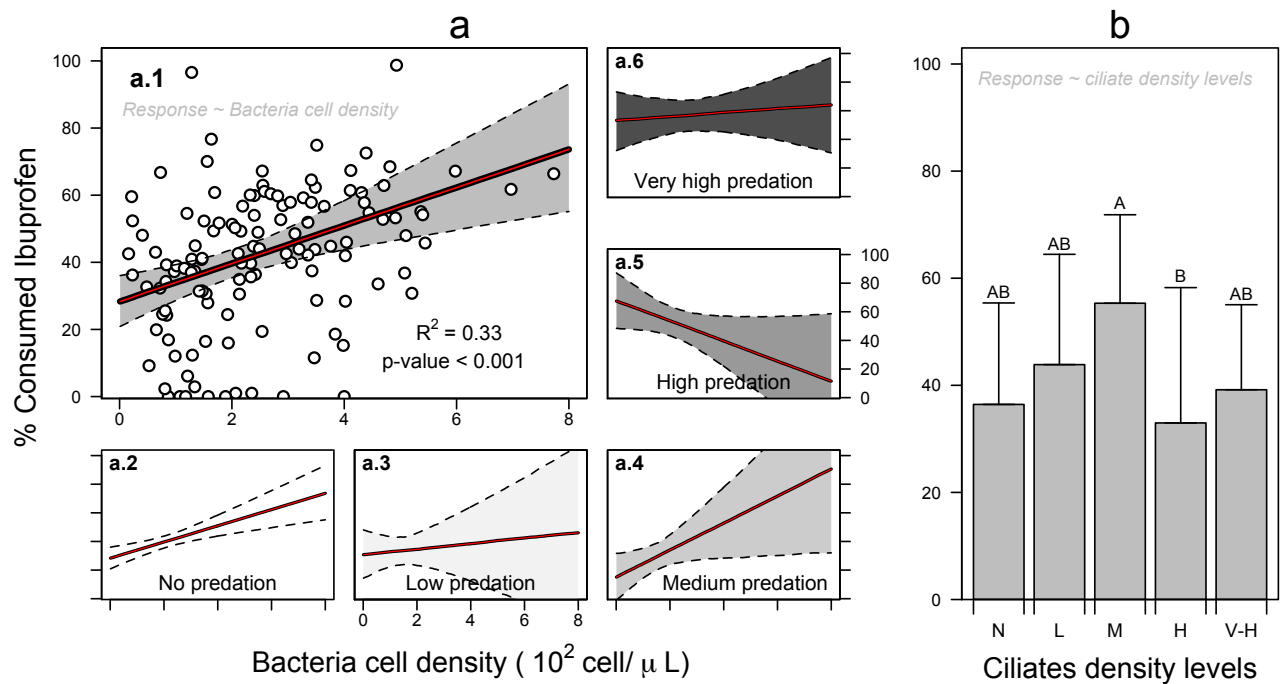 a
b
% Consumed Ibuprofen
100
80
60
40
20
0
a.1
Response ~ Bacteria cell density
R² = 0.33
p-value < 0.001
0 2 4 6 8
a.6
Very high predation
a.5
High predation
100
80
60
40
20
0
a.2
No predation
a.3
Low predation
0 2 4 6 8
a.4
Medium predation
Bacteria cell density ( 10² cell/ μ L)
100
80
60
40
20
0
Response ~ ciliate density levels
AB AB A B AB
N L M H V-H
Ciliates density levels